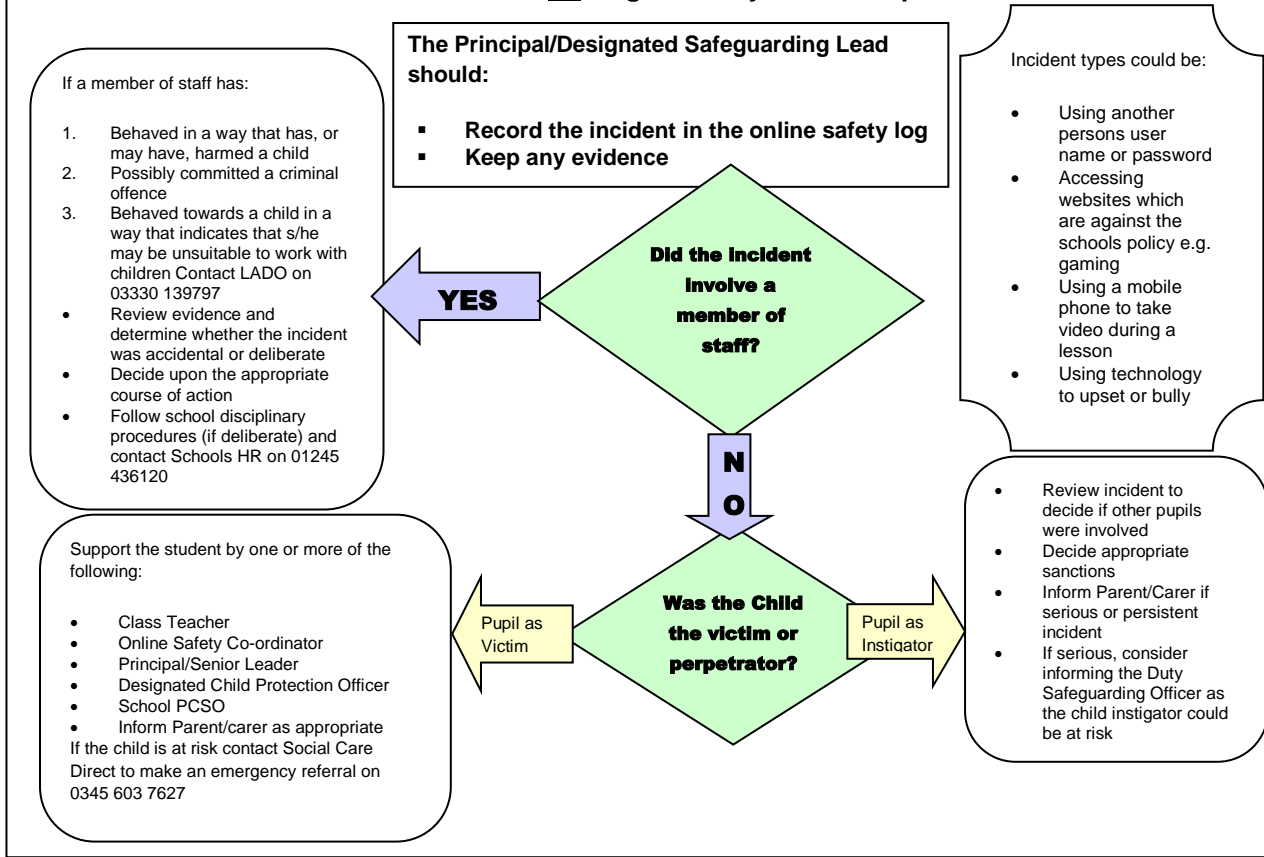 The Principal/Designated Safeguarding Lead
should:
▪ Record the incident in the online safety log
▪ Keep any evidence
If a member of staff has:
1. Behaved in a way that has, or
may have, harmed a child
2. Possibly committed a criminal
offence
3. Behaved towards a child in a
way that indicates that s/he
may be unsuitable to work with
children Contact LADO on
03330 139797
• Review evidence and
determine whether the incident
was accidental or deliberate
• Decide upon the appropriate
course of action
• Follow school disciplinary
procedures (if deliberate) and
contact Schools HR on 01245
436120
Incident types could be:
• Using another
persons user
name or password
• Accessing
websites which
are against the
schools policy e.g.
gaming
• Using a mobile
phone to take
video during a
lesson
• Using technology
to upset or bully
Did the incident
involve a
member of
staff?
YES
N
O
Was the Child
the victim or
perpetrator?
Pupil as
Victim
Pupil as
Instigator
Support the student by one or more of the
following:
• Class Teacher
• Online Safety Co-ordinator
• Principal/Senior Leader
• Designated Child Protection Officer
• School PCSO
• Inform Parent/carer as appropriate
If the child is at risk contact Social Care
Direct to make an emergency referral on
0345 603 7627
• Review incident to
decide if other pupils
were involved
• Decide appropriate
sanctions
• Inform Parent/Carer if
serious or persistent
incident
• If serious, consider
informing the Duty
Safeguarding Officer as
the child instigator could
be at risk